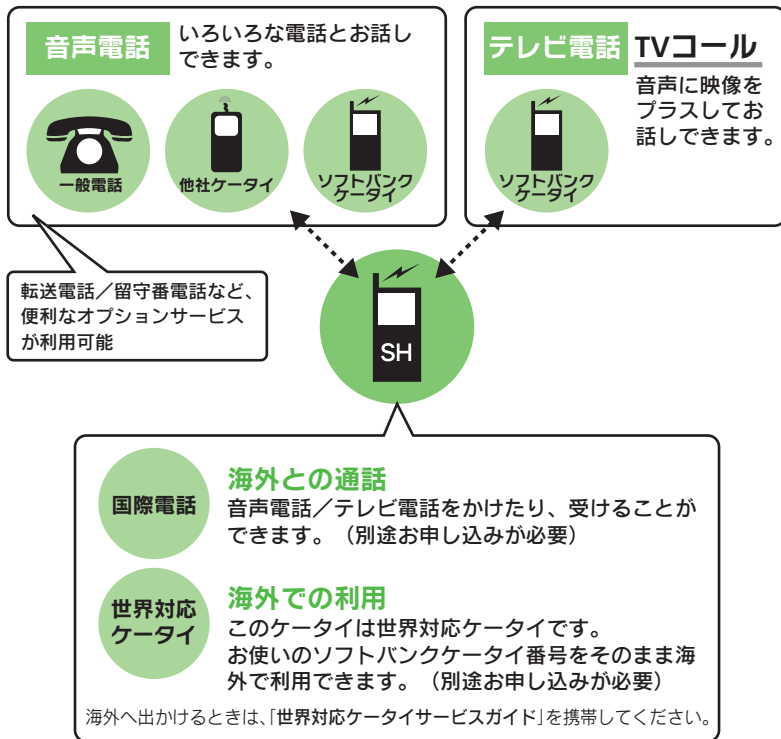 音声電話
いろいろな電話とお話し
できます。
一般電話
他社ケータイ
ソフトバンク
ケータイ
テレビ電話
TVコール
音声に映像を
プラスしてお
話しできます。
ソフトバンク
ケータイ
転送電話／留守番電話など、
便利なオプションサービス
が利用可能
SH
国際電話
海外との通話
音声電話／テレビ電話をかけたり、受けることが
できます。（別途お申し込みが必要）
世界対応
ケータイ
海外での利用
このケータイは世界対応ケータイです。
お使いのソフトバンクケータイ番号をそのまま海
外で利用できます。（別途お申し込みが必要）
海外へ出かけるときは、「世界対応ケータイサービスガイド」を携帯してください。